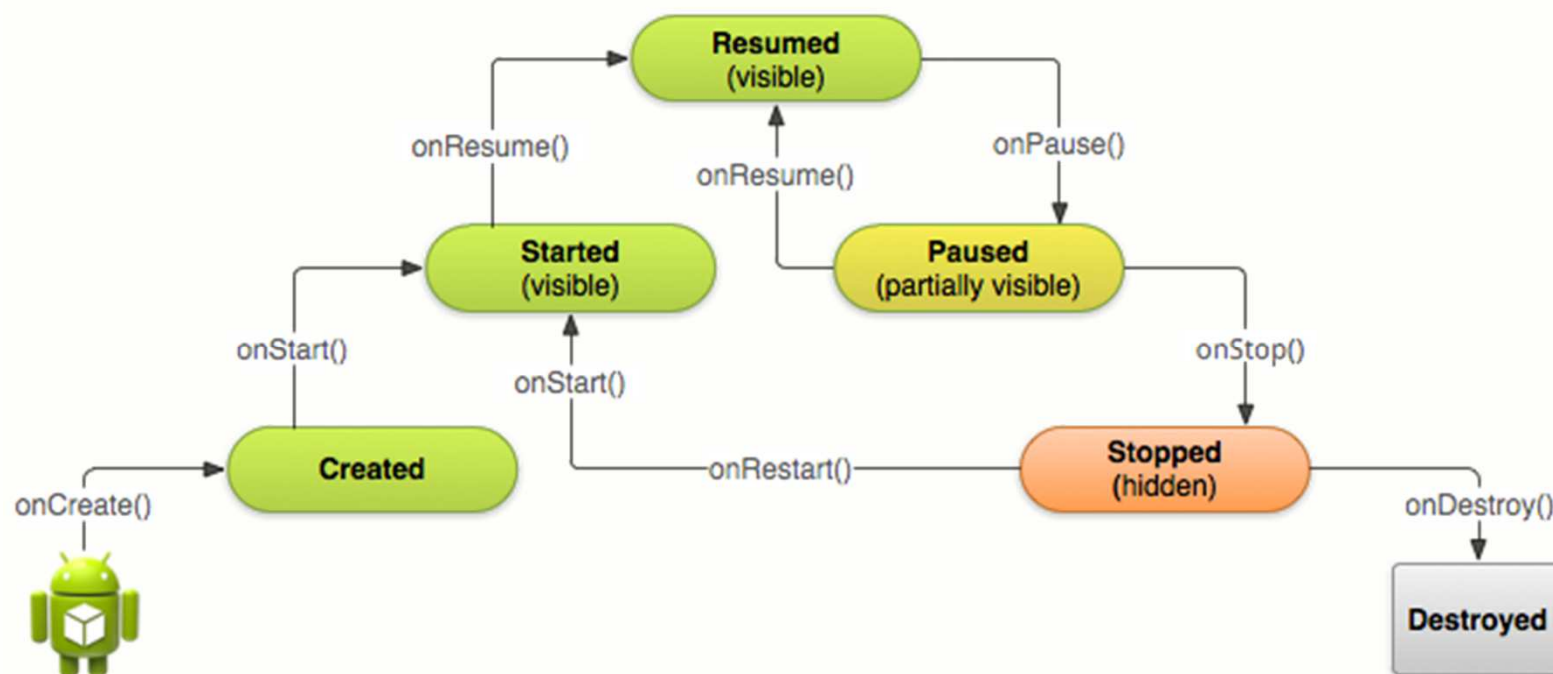 Resumed
(visible)
onResume()
onPause()
onResume()
Started
(visible)
Paused
(partially visible)
onStart()
onStop()
onStart()
Created
onRestart()
Stopped
(hidden)
onCreate()
onDestroy()
Destroyed